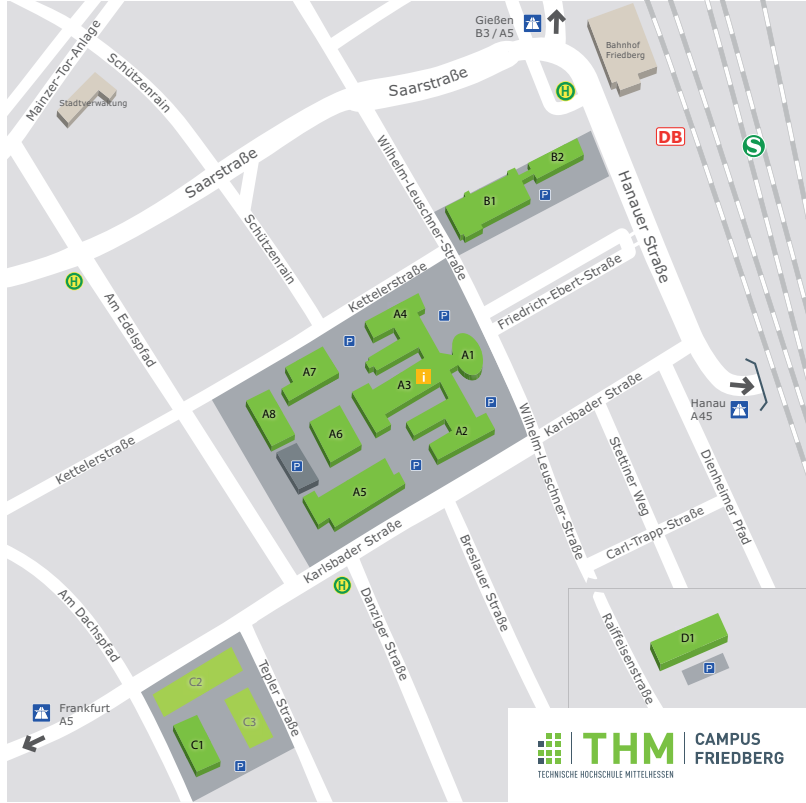 Gießen
B3 / A5
Bahnhof
Friedberg
Mainzer-Tor-Anlage
Schützenrain
Stadtverwaltung
Saarstraße
H
DB
S
Saarstraße
Wilhelm-Leuschner-Straße
B2
B1
P
Hanauer Straße
Schützenrain
H
Am Edelspfad
Kettelerstraße
Friedrich-Ebert-Straße
A4
P
P
A1
A7
A3
i
A8
A6
A2
P
P
P
A5
Hanau
A45
Karlsbader Straße
Wilhelm-Leuschner-Straße
Stettiner Weg
Dienheimer Pfad
Carl-Trapp-Straße
Kettelerstraße
Karlsbader Straße
H
Breslauer Straße
Danziger Straße
Am Dachspfad
Tepler Straße
Raiffeisenstraße
D1
P
Frankfurt
A5
C2
C3
C1
P
THM
TECHNISCHE HOCHSCHULE MITTELHESSEN
CAMPUS
FRIEDBERG